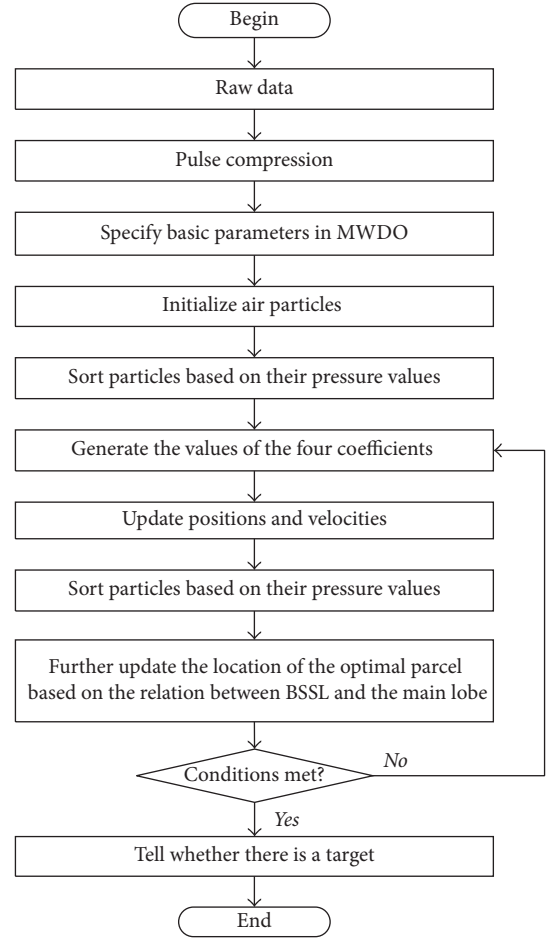 Begin
Raw data
Pulse compression
Specify basic parameters in MWDO
Initialize air particles
Sort particles based on their pressure values
Generate the values of the four coefficients
Update positions and velocities
Sort particles based on their pressure values
Further update the location of the optimal parcel
based on the relation between BSSL and the main lobe
Conditions met?
No
Yes
Tell whether there is a target
End